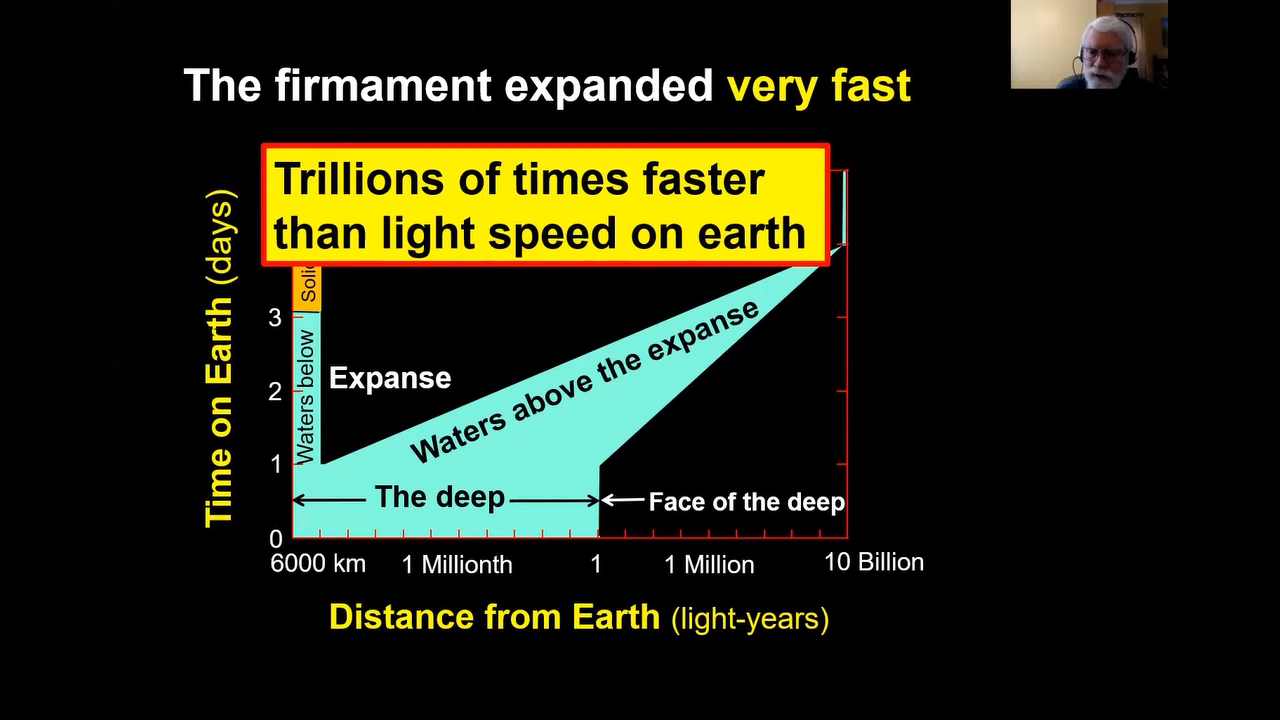 The firmament expanded very fast
Trillions of times faster
than light speed on earth
Time on Earth (days)
3
2
1
0
Waters below
Expanse
Waters above the expanse
The deep
Face of the deep
6000 km
1 Millionth
1
1 Million
10 Billion
Distance from Earth (light-years)